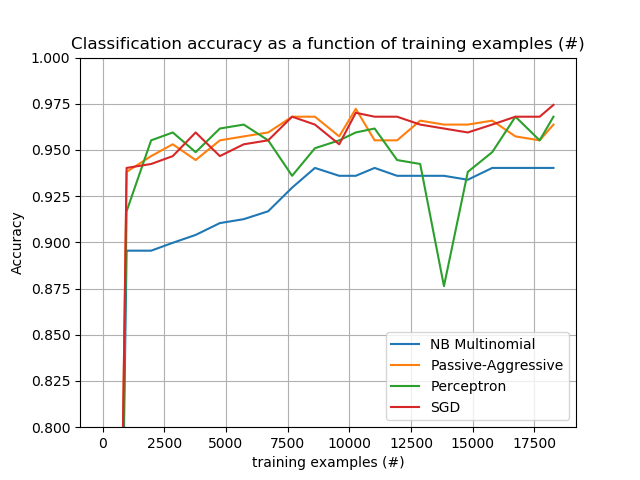 Classification accuracy as a function of training examples (#)
1.000
0.975
0.950
0.925
0.900
0.875
0.850
0.825
0.800
Accuracy
NB Multinomial
Passive-Aggressive
Perceptron
SGD
0 2500 5000 7500 10000 12500 15000 17500
training examples (#)